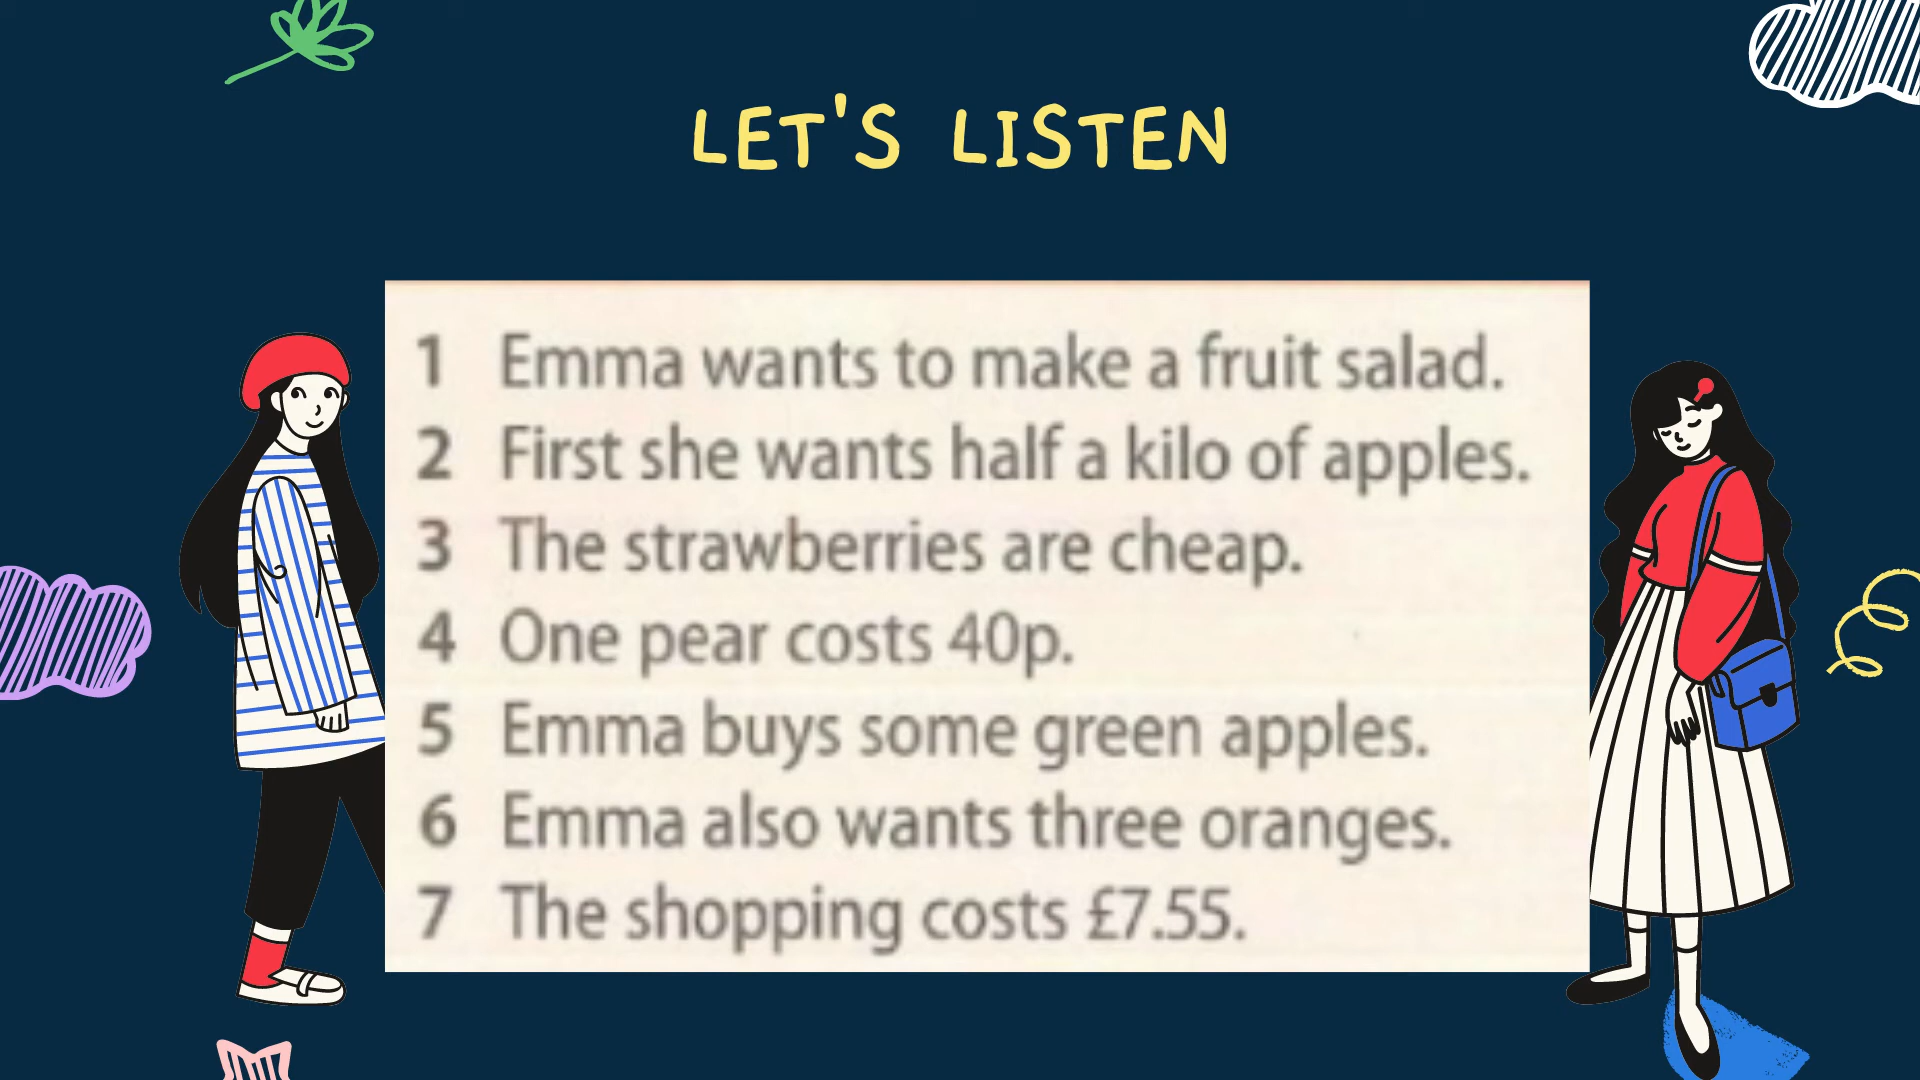 LET'S LISTEN
1 Emma wants to make a fruit salad.
2 First she wants half a kilo of apples.
3 The strawberries are cheap.
4 One pear costs 40p.
5 Emma buys some green apples.
6 Emma also wants three oranges.
7 The shopping costs £7.55.